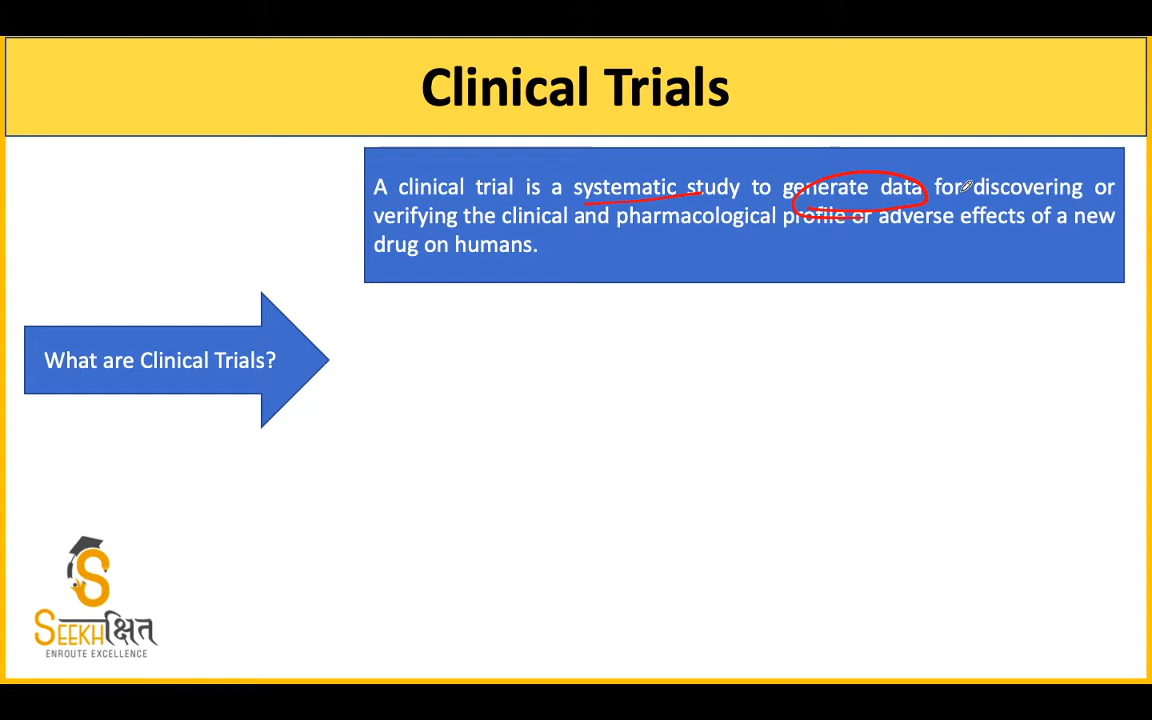 Clinical Trials
A clinical trial is a systematic study to generate data for discovering or
verifying the clinical and pharmacological profile or adverse effects of a new
drug on humans.
What are Clinical Trials?
S
SEEKHक्षित
ENROUTE EXCELLENCE